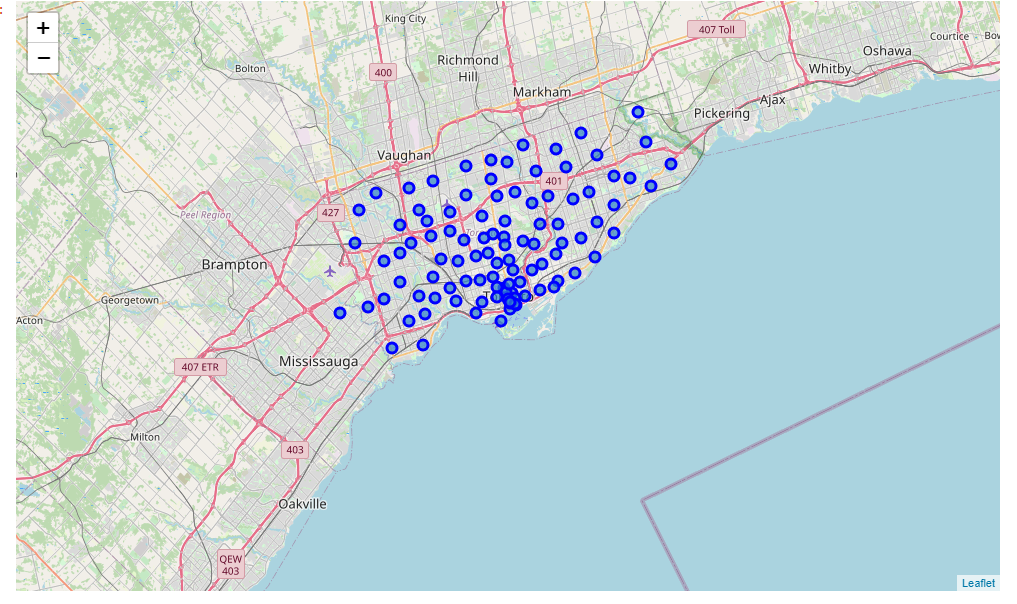 :
+
−
King City
407 Toll
Courtice
Bow
Oshawa
Richmond
Hill
400
Bolton
Whitby
Markham
Ajax
Pickering
Vaughan
401
427
Peel Region
Brampton
Georgetown
Acton
Mississauga
407 ETR
Milton
403
Oakville
QEW
403
Leaflet